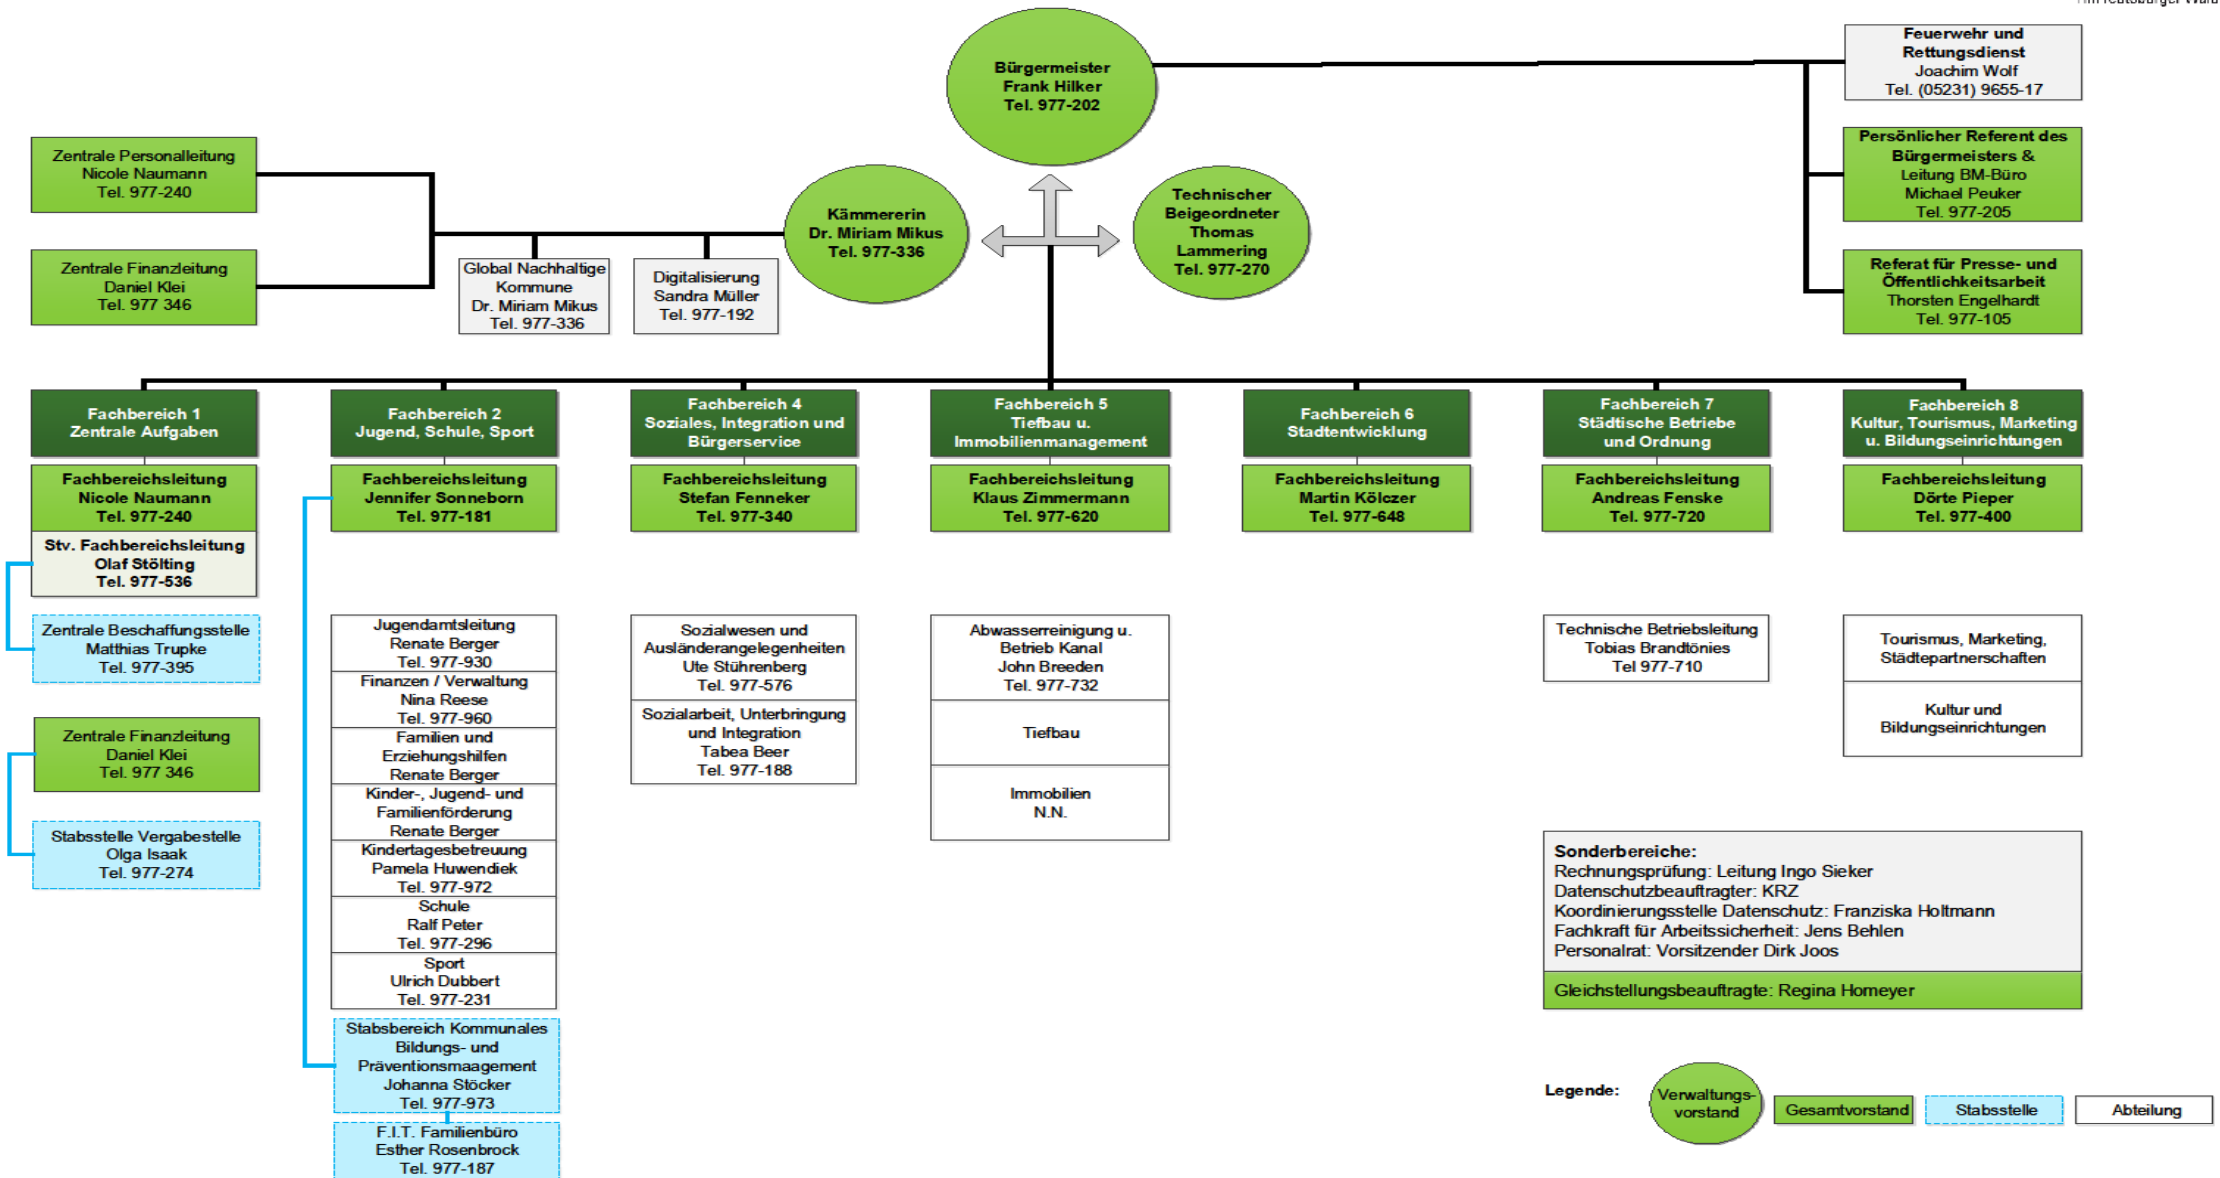 Bürgermeister
Frank Hilker
Tel. 977-202
Feuerwehr und
Rettungsdienst
Joachim Wolf
Tel. (05231) 9655-17
Persönlicher Referent des
Bürgermeisters &
Leitung BM-Büro
Michael Peuker
Tel. 977-205
Referat für Presse- und
Öffentlichkeitsarbeit
Thorsten Engelhardt
Tel. 977-105
Zentrale Personalleitung
Nicole Naumann
Tel. 977-240
Zentrale Finanzleitung
Daniel Klei
Tel. 977 346
Global Nachhaltige
Kommune
Dr. Miriam Mikus
Tel. 977-336
Digitalisierung
Sandra Müller
Tel. 977-192
Kämmererin
Dr. Miriam Mikus
Tel. 977-336
Technischer
Beigeordneter
Thomas
Lammering
Tel. 977-270
Fachbereich 1
Zentrale Aufgaben
Fachbereichsleitung
Nicole Naumann
Tel. 977-240
Stv. Fachbereichsleitung
Olaf Stölting
Tel. 977-536
Zentrale Beschaffungsstelle
Matthias Trupke
Tel. 977-395
Zentrale Finanzleitung
Daniel Klei
Tel. 977 346
Stabsstelle Vergabestelle
Olga Isaak
Tel. 977-274
Fachbereich 2
Jugend, Schule, Sport
Fachbereichsleitung
Jennifer Sonneborn
Tel. 977-181
Jugendamtsleitung
Renate Berger
Tel. 977-930
Finanzen / Verwaltung
Nina Reese
Tel. 977-960
Familien und
Erziehungshilfen
Renate Berger
Kinder-, Jugend- und
Familienförderung
Renate Berger
Kindertagesbetreuung
Pamela Huwendiek
Tel. 977-972
Schule
Ralf Peter
Tel. 977-296
Sport
Ulrich Dubbert
Tel. 977-231
Stabsbereich Kommunales
Bildungs- und
Präventionsmaagement
Johanna Stöcker
Tel. 977-973
F.I.T. Familienbüro
Esther Rosenbrock
Tel. 977-187
Fachbereich 4
Soziales, Integration und
Bürgerservice
Fachbereichsleitung
Stefan Fenneker
Tel. 977-340
Sozialwesen und
Ausländerangelegenheiten
Ute Stührenberg
Tel. 977-576
Sozialarbeit, Unterbringung
und Integration
Tabea Beer
Tel. 977-188
Fachbereich 5
Tiefbau u.
Immobilienmanagement
Fachbereichsleitung
Klaus Zimmermann
Tel. 977-620
Abwasserreinigung u.
Betrieb Kanal
John Breeden
Tel. 977-732
Tiefbau
Immobilien
N.N.
Fachbereich 6
Stadtentwicklung
Fachbereichsleitung
Martin Kölczer
Tel. 977-648
Fachbereich 7
Städtische Betriebe
und Ordnung
Fachbereichsleitung
Andreas Fenske
Tel. 977-720
Technische Betriebsleitung
Tobias Brandtönies
Tel 977-710
Fachbereich 8
Kultur, Tourismus, Marketing
u. Bildungseinrichtungen
Fachbereichsleitung
Dörte Pieper
Tel. 977-400
Tourismus, Marketing,
Städtepartnerschaften
Kultur und
Bildungseinrichtungen
Sonderbereiche:
Rechnungsprüfung: Leitung Ingo Sieker
Datenschutzbeauftragter: KRZ
Koordinierungsstelle Datenschutz: Franziska Holtmann
Fachkraft für Arbeitssicherheit: Jens Behlen
Personalrat: Vorsitzender Dirk Joos
Gleichstellungsbeauftragte: Regina Homeyer
Legende:
Verwaltungs-
vorstand
Gesamtvorstand
Stabsstelle
Abteilung